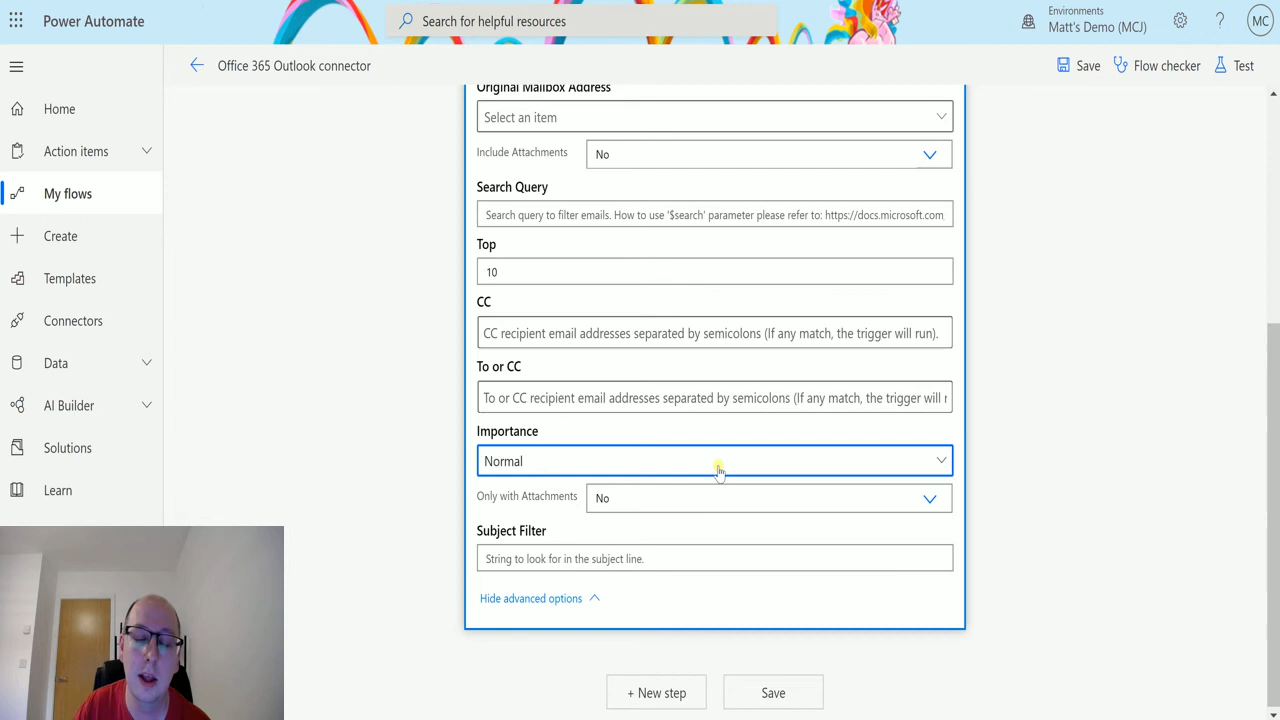 Power Automate
Search for helpful resources
Environments
Matt's Demo (MCJ)
MC
Office 365 Outlook connector
Save
Flow checker
Test
Home
Action items
My flows
Create
Templates
Connectors
Data
AI Builder
Solutions
Learn
Original Mailbox Address
Select an item
Include Attachments
No
Search Query
Search query to filter emails. How to use '$search' parameter please refer to: https://docs.microsoft.com
Top
10
CC
CC recipient email addresses separated by semicolons (If any match, the trigger will run).
To or CC
To or CC recipient email addresses separated by semicolons (If any match, the trigger will r
Importance
Normal
Only with Attachments
No
Subject Filter
String to look for in the subject line.
Hide advanced options
+ New step
Save